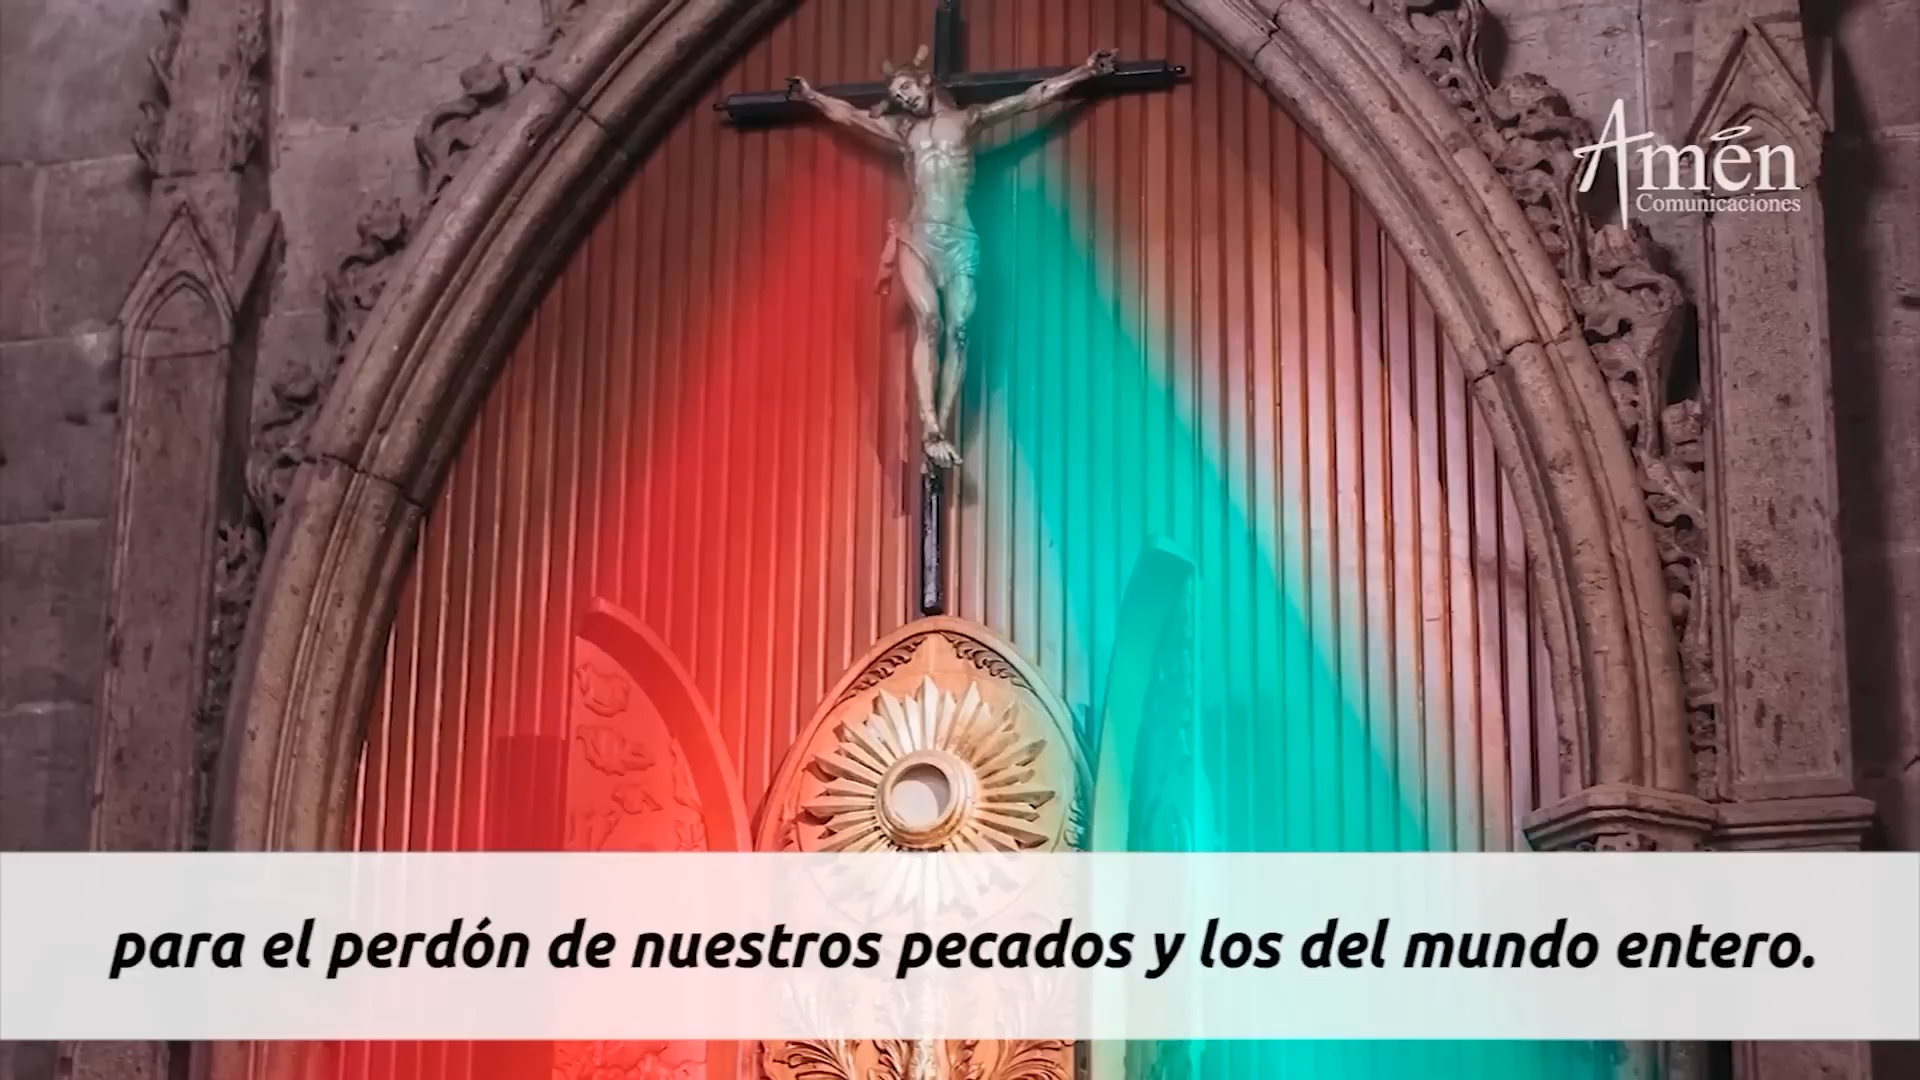 Amén
Comunicaciones
para el perdón de nuestros pecados y los del mundo entero.